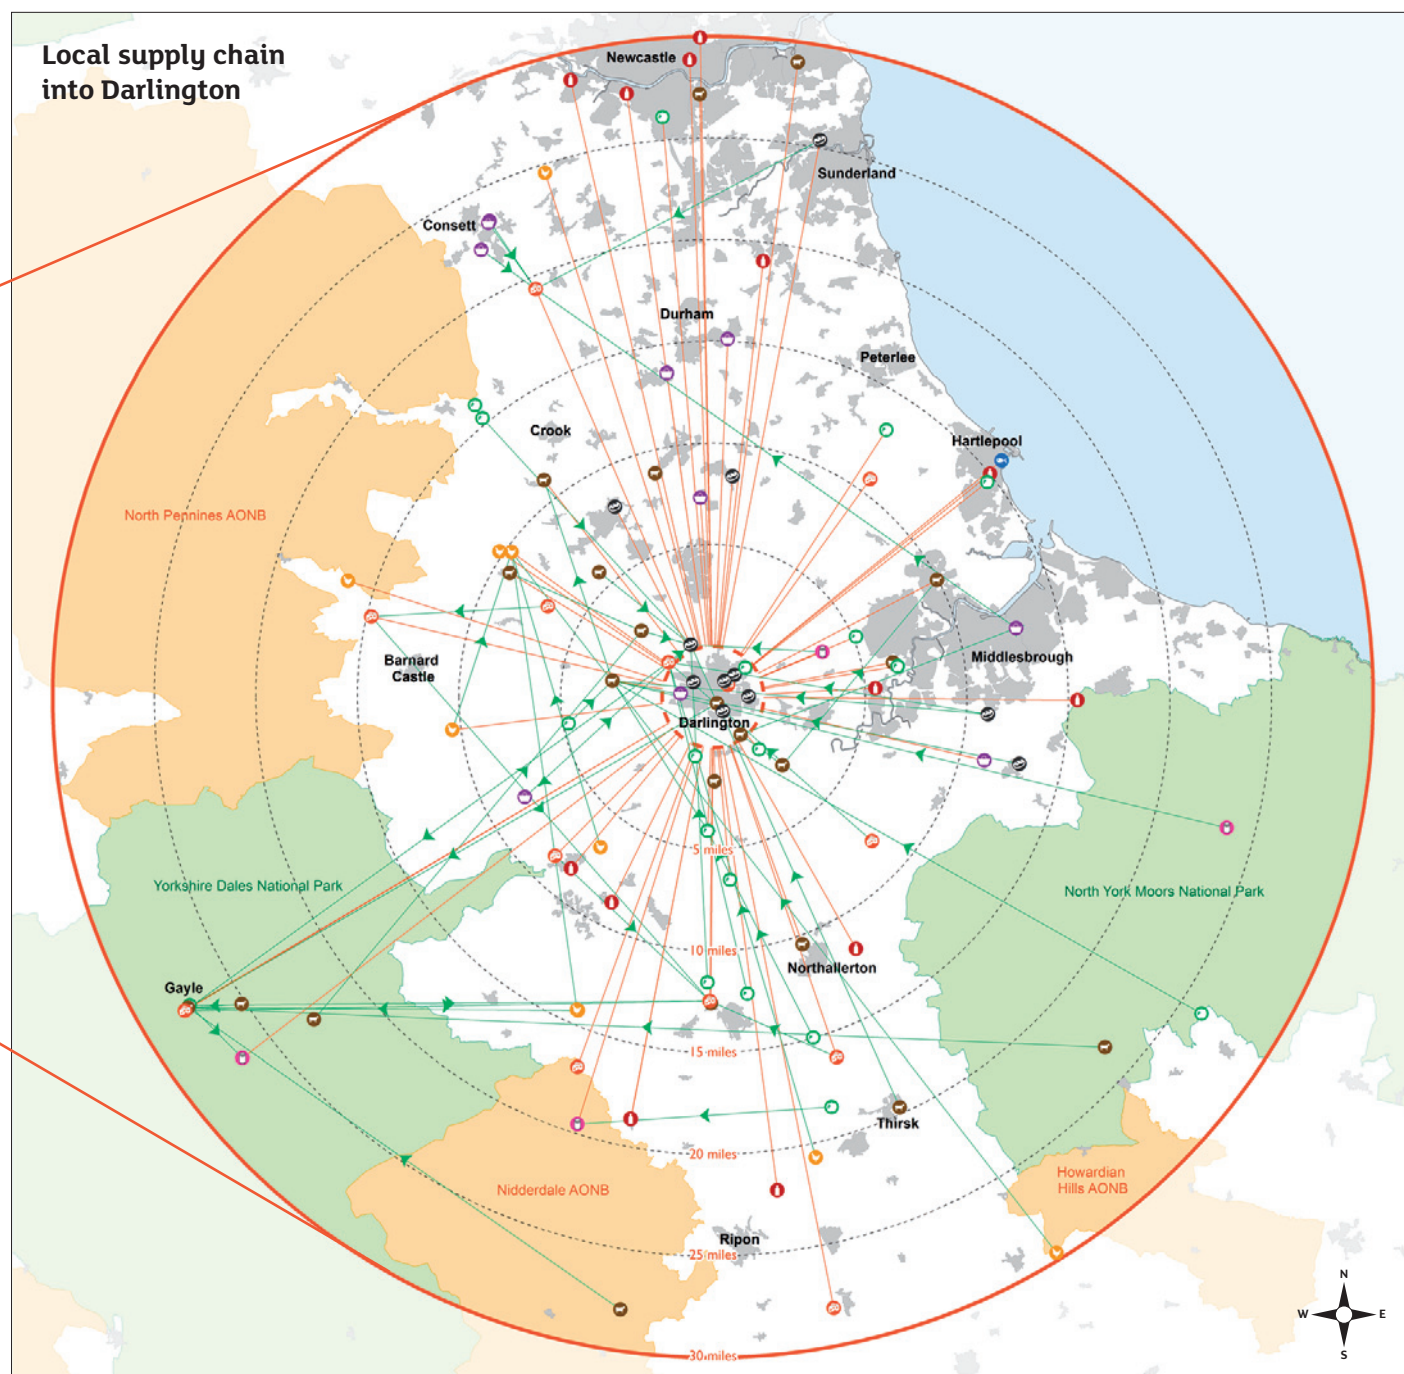 Local supply chain
into Darlington
Newcastle
Sunderland
Consett
Durham
Peterlee
Crook
Hartlepool
North Pennines AONB
Barnard
Castle
Middlesbrough
Darlington
5 miles
Yorkshire Dales National Park
North York Moors National Park
10 miles
Northallerton
Gayle
15 miles
Thirsk
20 miles
Nidderdale AONB
Howardian
Hills AONB
Ripon
25 miles
N
W
E
S
30 miles